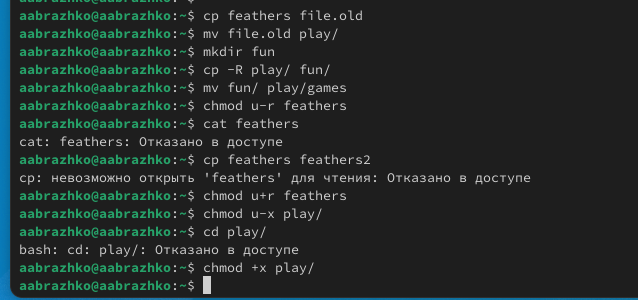 aabrazhko@aabrazhko:~$ cp feathers file.old
aabrazhko@aabrazhko:~$ mv file.old play/
aabrazhko@aabrazhko:~$ mkdir fun
aabrazhko@aabrazhko:~$ cp -R play/ fun/
aabrazhko@aabrazhko:~$ mv fun/ play/games
aabrazhko@aabrazhko:~$ chmod u-r feathers
aabrazhko@aabrazhko:~$ cat feathers
cat: feathers: Отказано в доступе
aabrazhko@aabrazhko:~$ cp feathers feathers2
cp: невозможно открыть 'feathers' для чтения: Отказано в доступе
aabrazhko@aabrazhko:~$ chmod u+r feathers
aabrazhko@aabrazhko:~$ chmod u-x play/
aabrazhko@aabrazhko:~$ cd play/
bash: cd: play/: Отказано в доступе
aabrazhko@aabrazhko:~$ chmod +x play/
aabrazhko@aabrazhko:~$